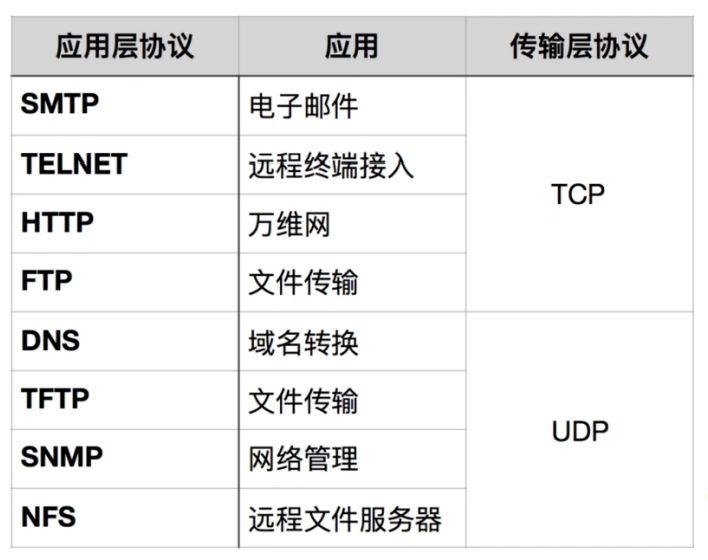 应用层协议 应用 传输层协议
SMTP 电子邮件
TELNET 远程终端接入
TCP
HTTP 万维网
FTP 文件传输
DNS 域名转换
TFTP 文件传输
UDP
SNMP 网络管理
NFS 远程文件服务器